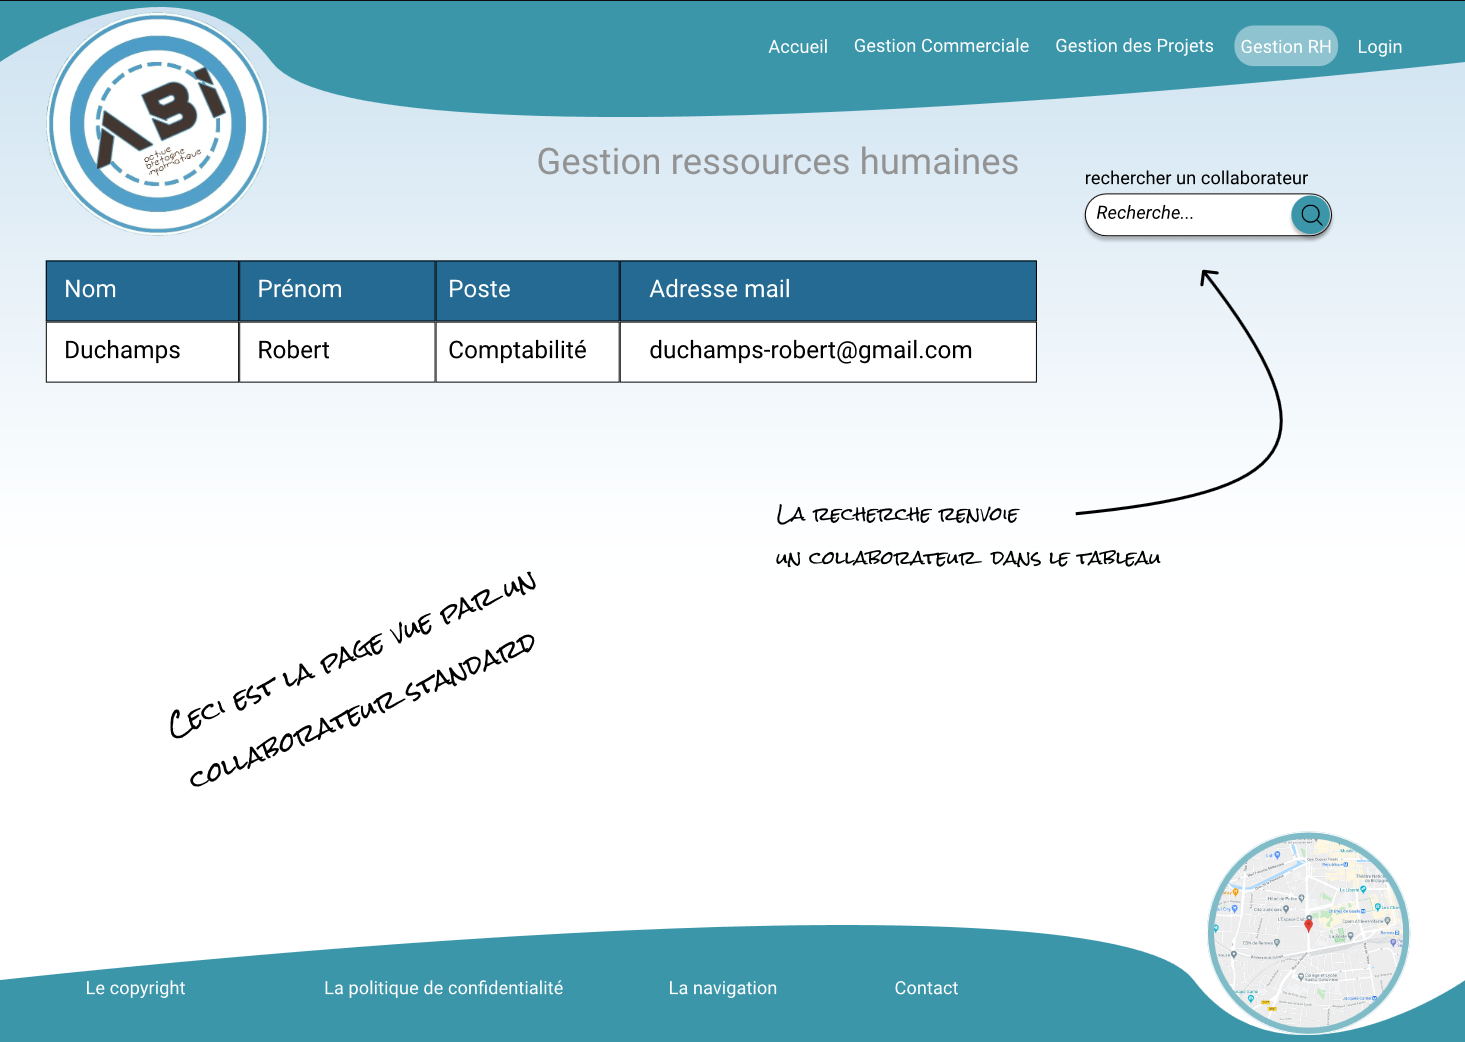 Accueil Gestion Commerciale Gestion des Projets Gestion RH Login
ABI
active
bretagne
informatique
Gestion ressources humaines
rechercher un collaborateur
Recherche...
Nom Prénom Poste Adresse mail
Duchamps Robert Comptabilité duchamps-robert@gmail.com
La recherche renvoie
un collaborateur dans le tableau
Ceci est la page vue par un
collaborateur standard
Le copyright La politique de confidentialité La navigation Contact